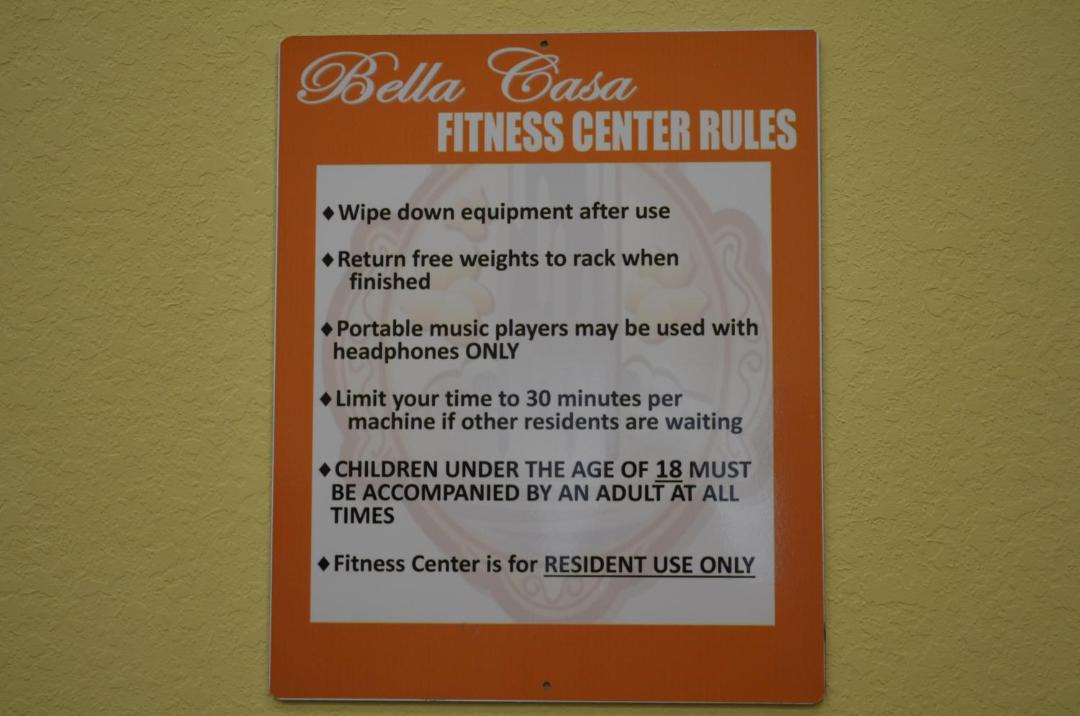 Bella Casa
FITNESS CENTER RULES
♦Wipe down equipment after use
♦Return free weights to rack when
finished
♦Portable music players may be used with
headphones ONLY
♦Limit your time to 30 minutes per
machine if other residents are waiting
♦CHILDREN UNDER THE AGE OF 18 MUST
BE ACCOMPANIED BY AN ADULT AT ALL
TIMES
♦Fitness Center is for RESIDENT USE ONLY